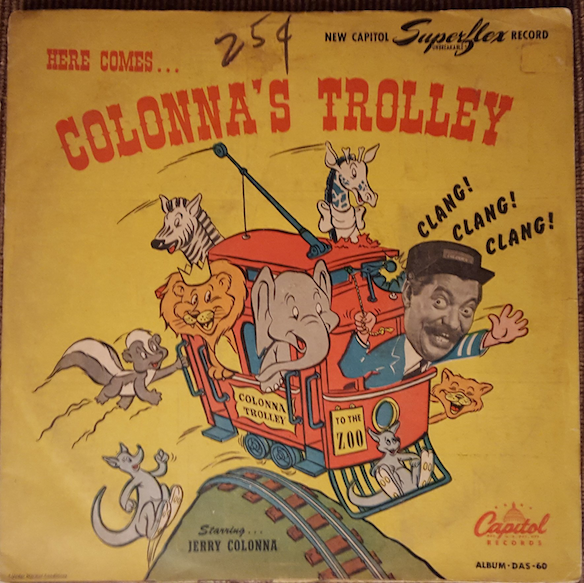 25¢
NEW CAPITOL Superflex RECORD
UNBREAKABLE
HERE COMES...
COLONNA'S TROLLEY
CLANG!
CLANG!
CLANG!
COLONNA
TROLLEY
TO THE
ZOO
Starring...
JERRY COLONNA
Capitol
RECORDS
ALBUM-DAS-60